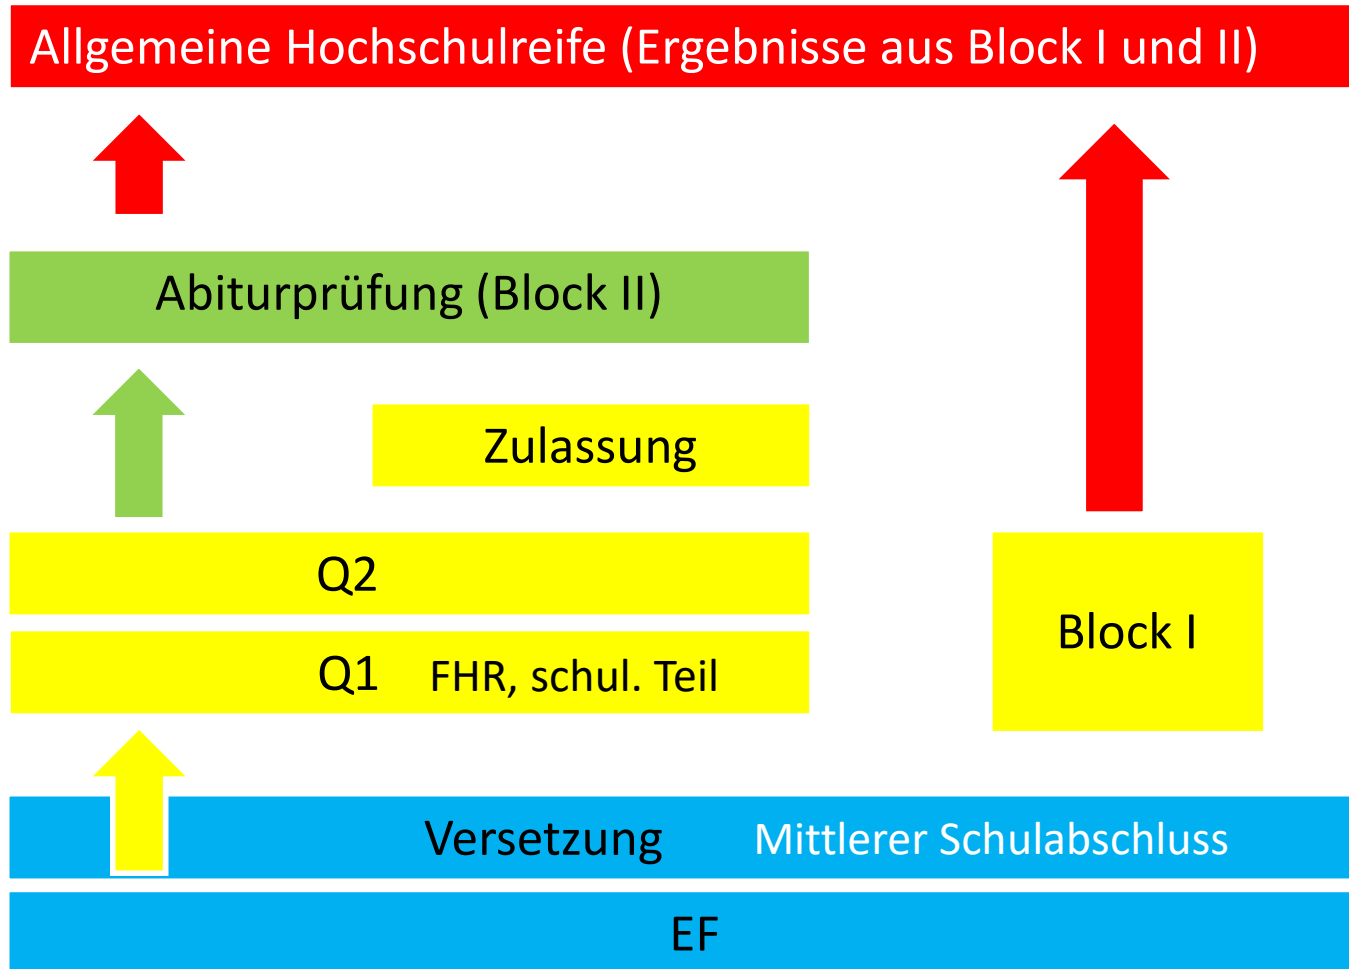 Allgemeine Hochschulreife (Ergebnisse aus Block I und II)
Abiturprüfung (Block II)
Zulassung
Q2
Q1 FHR, schul. Teil
Block I
Versetzung Mittlerer Schulabschluss
EF